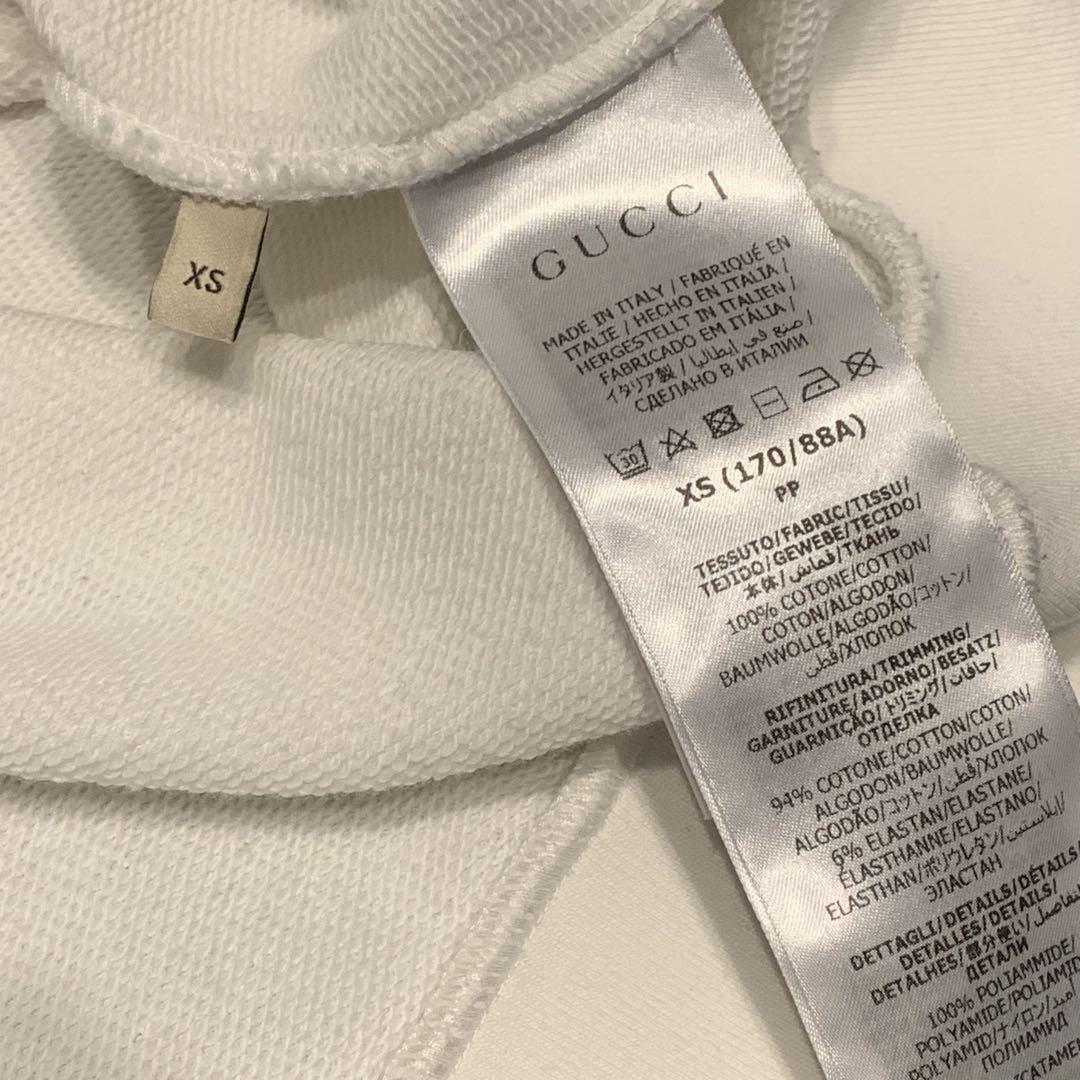 XS
GUCCI
MADE IN ITALY / FABRIQUÉ EN
ITALIE / HECHO EN ITALIA /
HERGESTELLT IN ITALIEN /
FABRICADO EM ITÁLIA /
イタリア製 / صنع في إيطاليا /
СДЕЛАНО В ИТАЛИИ
30
XS (170/88A)
PP
TESSUTO/FABRIC/TISSU/
TEJIDO/GEWEBE/TECIDO/
本体/قماش/ТКАНЬ
100% COTONE/COTTON/
COTON/ALGODON/
BAUMWOLLE/ALGODÃO/コットン/
قطن/ХЛОПОК
RIFINITURA/TRIMMING/
GARNITURE/ADORNO/BESATZ/
GUARNIÇAO/トリミング/حافات/
ОТДЕЛКА
94% COTONE/COTTON/COTON/
ALGODON/BAUMWOLLE/
ALGODÃO/コットン/قطن/ХЛОПОК
6% ELASTAN/ELASTANE/
ÉLASTHANNE/ELASTANO/
ELASTHAN/ポリウレタン/إيلاستين/
ЭЛАСТАН
DETTAGLI/DETAILS/DÉTAILS/
DETALLES/DETAILS/
DETALHES/部分使い/التفاصيل/
ДЕТАЛИ
100% POLIAMMIDE/
POLYAMIDE/POLIAMID
POLYAMID/ナイロン/
ПОЛИАМИД